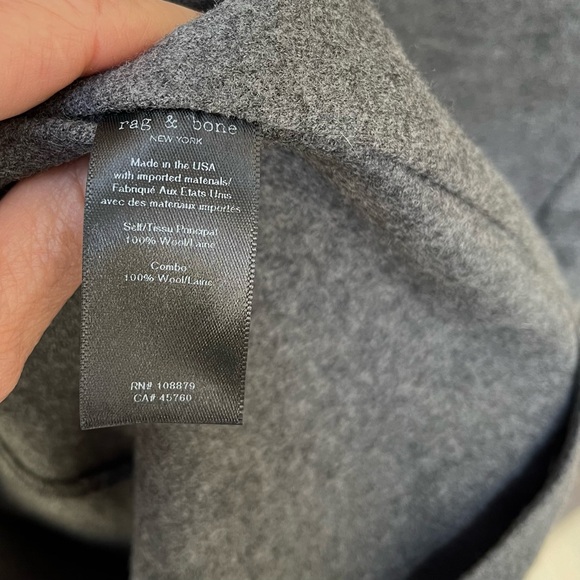 rag & bone
NEW YORK
Made in the USA
with imported materials/
Fabriqué Aux Etats Unis
avec des materiaux importés
Self/Tissu Principal
100% Wool/Laine
Combo
100% Wool/Laine
RN# 108879
CA# 45760